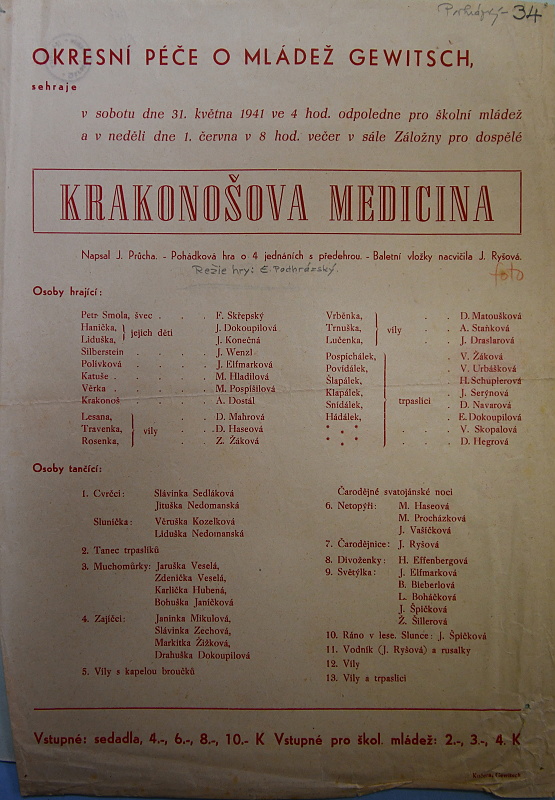 34
OKRESNÍ PÉČE O MLÁDEŽ GEWITSCH,
sehraje
v sobotu dne 31. května 1941 ve 4 hod. odpoledne pro školní mládež
a v neděli dne 1. června v 8 hod. večer v sále Záložny pro dospělé
KRAKONOŠOVA MEDICINA
Napsal J. Průcha. - Pohádková hra o 4 jednáních s předehrou. - Baletní vložky nacvičila J. Ryšová.
Režie hry: E. Podhrázský.
foto
Osoby hrající:
Petr Smola, švec . . . F. Skřepský
Hanička, } jejich děti J. Dokoupilová
Liduška, J. Konečná
Silberstein . . . J. Wenzl
Polívková . . . J. Elfmarková
Katuše . . . . M. Hladilová
Věrka . . . . M. Pospíšilová
Krakonoš . . . A. Dostál
Lesana, D. Mahrová
Travenka, } víly . . D. Haseová
Rosenka, Z. Žáková
Vrběnka, . . D. Matoušková
Trnuška, } víly . . A. Staňková
Lučenka, . . J. Draslarová
Pospíchálek, . . V. Žáková
Povídálek, . . V. Urbášková
Šlapálek, . . H. Schuplerová
Klapálek, . . J. Serýnová
Snídálek, } trpaslíci . D. Navarová
Hádálek, . . E. Dokoupilová
* * . . . V. Skopalová
* * . . . D. Hegrová
Osoby tančící:
1. Cvrčci: Slávinka Sedláková
Jituška Nedomanská
Slunička: Věruška Kozelková
Liduška Nedomanská
2. Tanec trpaslíků
3. Muchomůrky: Jaruška Veselá,
Zdenička Veselá,
Karlička Hubená,
Bohuška Janíčková
4. Zajíčci: Janinka Mikulová,
Slávinka Zechová,
Markitka Žižková,
Drahuška Dokoupilová
5. Víly s kapelou broučků
Čarodějné svatojánské noci
6. Netopýři: M. Haseová
M. Procházková
J. Vašíčková
7. Čarodějnice: J. Ryšová
8. Divoženky: H. Effenbergová
9. Světýlka: J. Elfmarková
B. Bieberlová
L. Boháčková
J. Špičková
Ž. Šillerová
10. Ráno v lese. Slunce: J. Špičková
11. Vodník (J. Ryšová) a rusalky
12. Víly
13. Víly a trpaslíci
Vstupné: sedadla, 4.-, 6.-, 8.-, 10.- K Vstupné pro škol. mládež: 2.-, 3.-, 4. K
Gewitsch